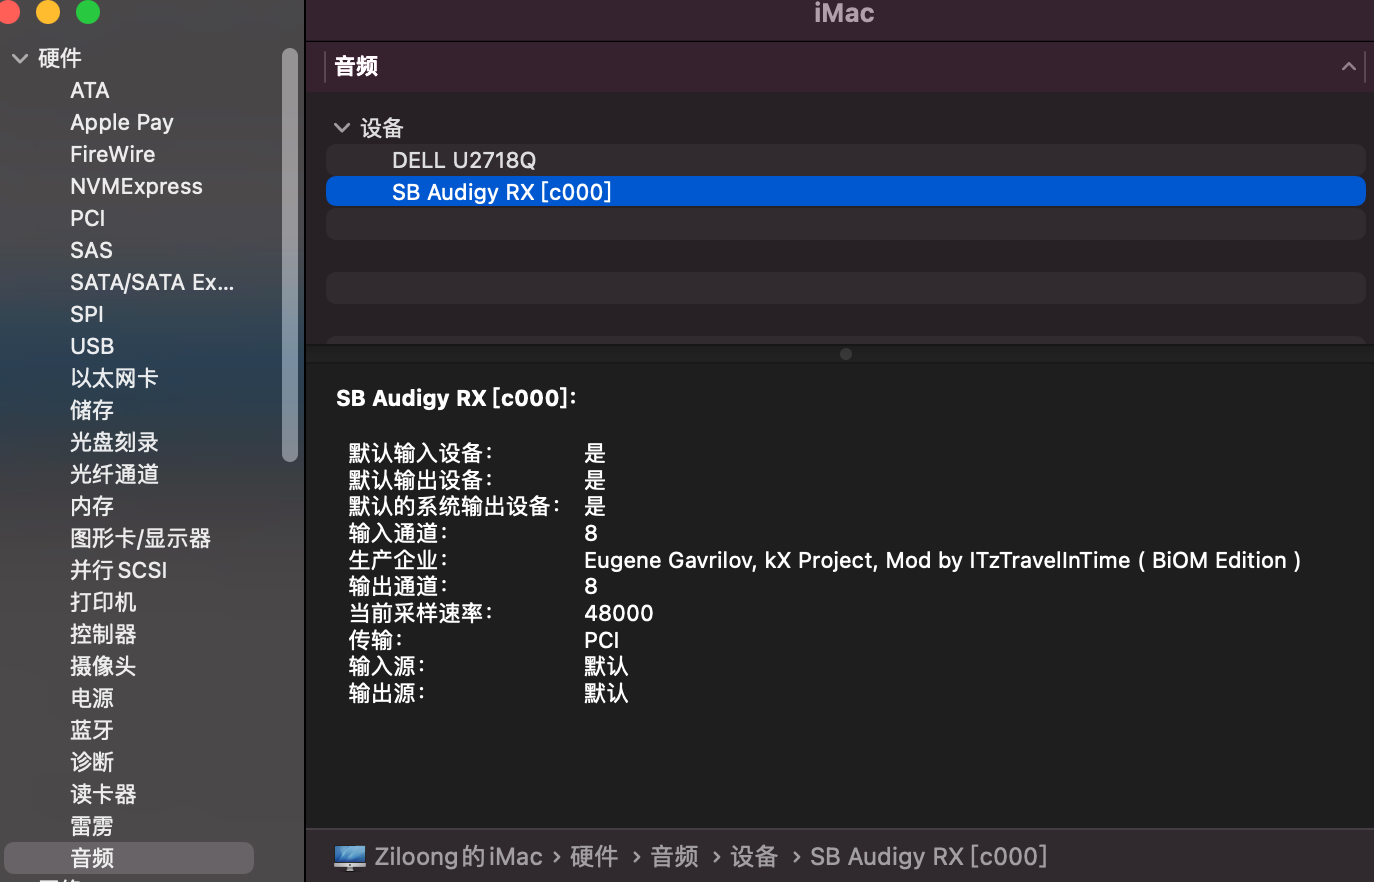 iMac
硬件
ATA
Apple Pay
FireWire
NVMExpress
PCI
SAS
SATA/SATA Ex...
SPI
USB
以太网卡
储存
光盘刻录
光纤通道
内存
图形卡/显示器
并行SCSI
打印机
控制器
摄像头
电源
蓝牙
诊断
读卡器
雷雳
音频
音频
设备
DELL U2718Q
SB Audigy RX [c000]
SB Audigy RX [c000]:
默认输入设备： 是
默认输出设备： 是
默认的系统输出设备： 是
输入通道： 8
生产企业： Eugene Gavrilov, kX Project, Mod by ITzTravelInTime ( BiOM Edition )
输出通道： 8
当前采样速率： 48000
传输： PCI
输入源： 默认
输出源： 默认
Ziloong的iMac › 硬件 › 音频 › 设备 › SB Audigy RX [c000]